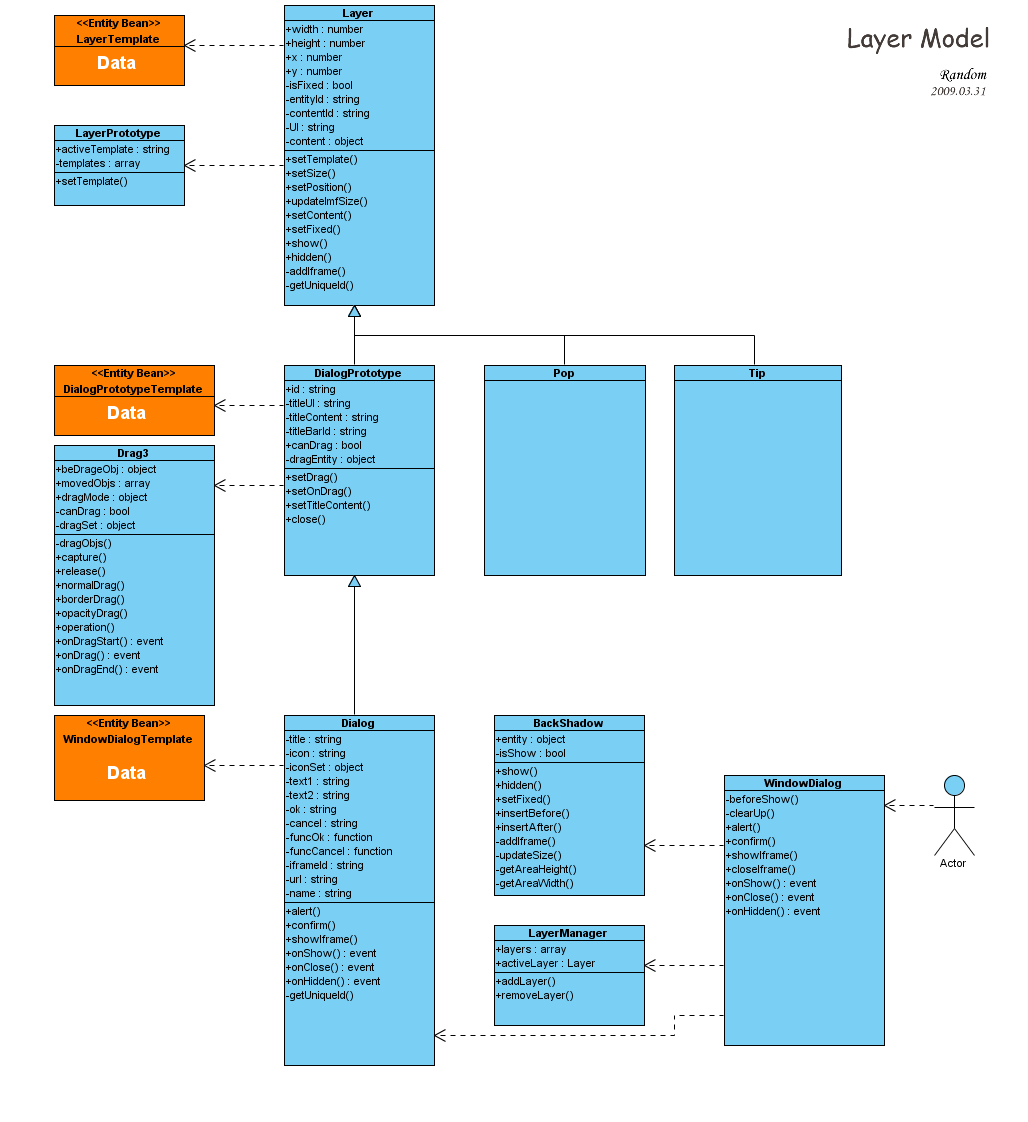 Layer Model
Random
2009.03.31
<<Entity Bean>>
LayerTemplate
Data
LayerPrototype
+activeTemplate : string
-templates : array
+setTemplate()
Layer
+width : number
+height : number
+x : number
+y : number
-isFixed : bool
-entityId : string
-contentId : string
-UI : string
-content : object
+setTemplate()
+setSize()
+setPosition()
+updateImfSize()
+setContent()
+setFixed()
+show()
+hidden()
-addIframe()
-getUniqueId()
<<Entity Bean>>
DialogPrototypeTemplate
Data
Drag3
+beDrageObj : object
+movedObjs : array
+dragMode : object
-canDrag : bool
-dragSet : object
-dragObjs()
+capture()
+release()
+normalDrag()
+borderDrag()
+opacityDrag()
+operation()
+onDragStart() : event
+onDrag() : event
+onDragEnd() : event
DialogPrototype
+id : string
-titleUI : string
-titleContent : string
-titleBarId : string
+canDrag : bool
-dragEntity : object
+setDrag()
+setOnDrag()
+setTitleContent()
+close()
Pop
Tip
<<Entity Bean>>
WindowDialogTemplate
Data
Dialog
-title : string
-icon : string
-iconSet : object
-text1 : string
-text2 : string
-ok : string
-cancel : string
-funcOk : function
-funcCancel : function
-iframeId : string
-url : string
-name : string
+alert()
+confirm()
+showIframe()
+onShow() : event
+onClose() : event
+onHidden() : event
-getUniqueId()
BackShadow
+entity : object
-isShow : bool
+show()
+hidden()
+setFixed()
+insertBefore()
+insertAfter()
-addIframe()
-updateSize()
-getAreaHeight()
-getAreaWidth()
LayerManager
+layers : array
+activeLayer : Layer
+addLayer()
+removeLayer()
WindowDialog
-beforeShow()
-clearUp()
+alert()
+confirm()
+showIframe()
+closeIframe()
+onShow() : event
+onClose() : event
+onHidden() : event
Actor